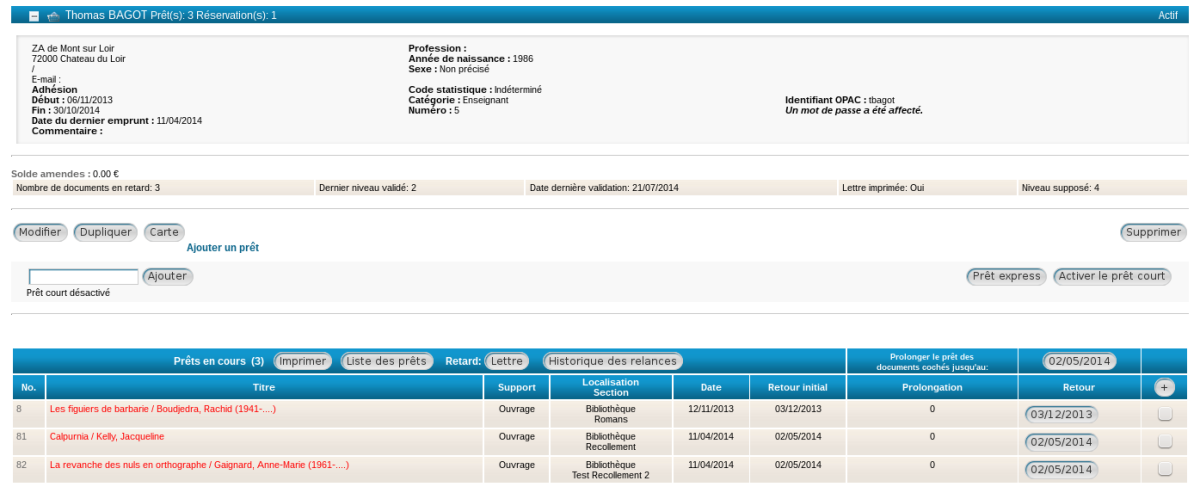 Thomas BAGOT Prêt(s): 3 Réservation(s): 1 Actif
ZA de Mont sur Loir
72000 Chateau du Loir
/
E-mail :
Adhésion
Début : 06/11/2013
Fin : 30/10/2014
Date du dernier emprunt : 11/04/2014
Commentaire :
Profession :
Année de naissance : 1986
Sexe : Non précisé
Code statistique : Indéterminé
Catégorie : Enseignant
Numéro : 5
Identifiant OPAC : tbagot
Un mot de passe a été affecté.
Solde amendes : 0.00 €
Nombre de documents en retard: 3 Dernier niveau validé: 2 Date dernière validation: 21/07/2014 Lettre imprimée: Oui Niveau supposé: 4
Modifier Dupliquer Carte Supprimer
Ajouter un prêt
Ajouter Prêt express Activer le prêt court
Prêt court désactivé
Prêts en cours (3) Imprimer Liste des prêts Retard: Lettre Historique des relances Prolonger le prêt des documents cochés jusqu'au: 02/05/2014
No. Titre Support Localisation Section Date Retour initial Prolongation Retour +
8 Les figuiers de barbarie / Boudjedra, Rachid (1941-....) Ouvrage Bibliothèque Romans 12/11/2013 03/12/2013 0 03/12/2013
81 Calpurnia / Kelly, Jacqueline Ouvrage Bibliothèque Recollement 11/04/2014 02/05/2014 0 02/05/2014
82 La revanche des nuls en orthographe / Gaignard, Anne-Marie (1961-....) Ouvrage Bibliothèque Test Recollement 2 11/04/2014 02/05/2014 0 02/05/2014